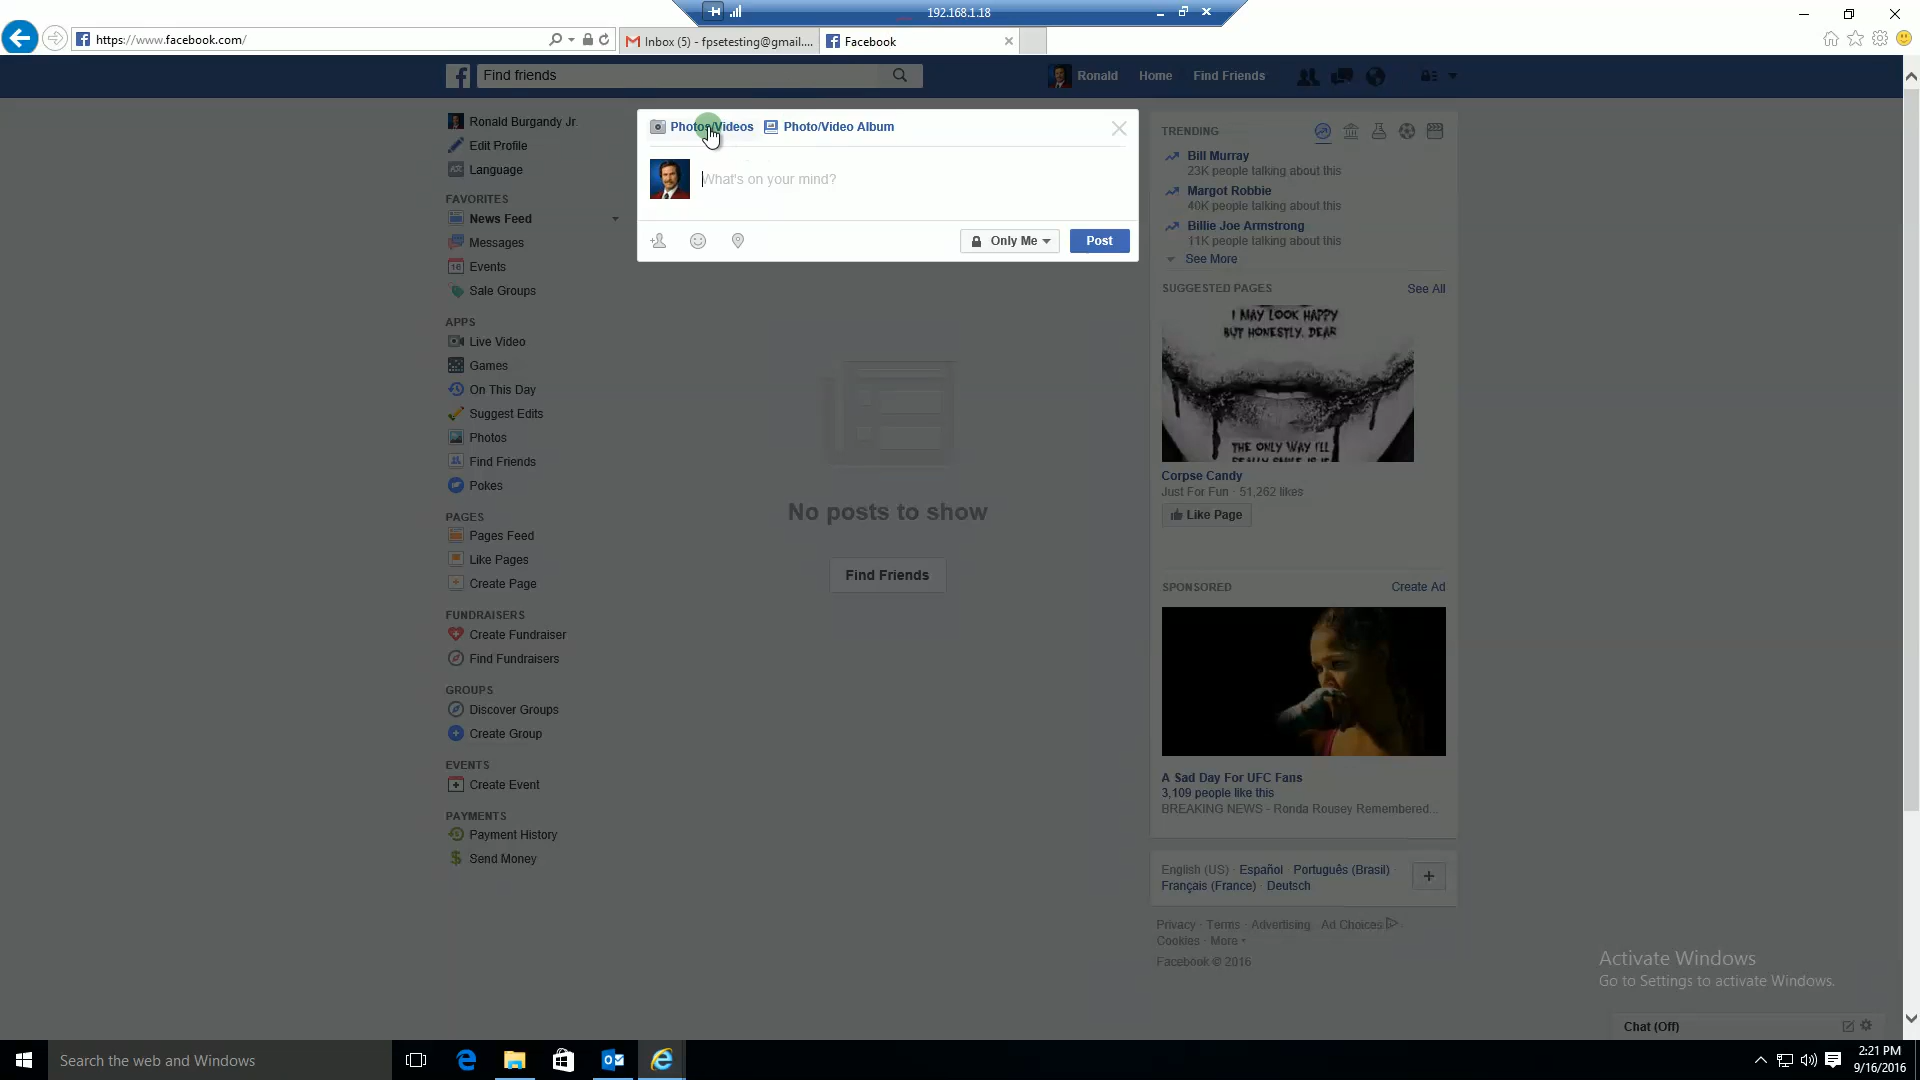 192.168.1.18
https://www.facebook.com/
Inbox (5) - fpsetesting@gmail....
Facebook
Find friends
Ronald
Home
Find Friends
Ronald Burgandy Jr.
Edit Profile
Language
FAVORITES
News Feed
Messages
16 Events
Sale Groups
APPS
Live Video
Games
On This Day
Suggest Edits
Photos
Find Friends
Pokes
PAGES
Pages Feed
Like Pages
Create Page
FUNDRAISERS
Create Fundraiser
Find Fundraisers
GROUPS
Discover Groups
Create Group
EVENTS
Create Event
PAYMENTS
Payment History
Send Money
Photos/Videos
Photo/Video Album
What's on your mind?
Only Me
Post
No posts to show
Find Friends
TRENDING
Bill Murray
23K people talking about this
Margot Robbie
40K people talking about this
Billie Joe Armstrong
11K people talking about this
See More
SUGGESTED PAGES
See All
I MAY LOOK HAPPY
BUT HONESTLY, DEAR
THE ONLY WAY I'LL
REALLY SMILE IS IF
Corpse Candy
Just For Fun · 51,262 likes
Like Page
SPONSORED
Create Ad
A Sad Day For UFC Fans
3,109 people like this
BREAKING NEWS - Ronda Rousey Remembered...
English (US) · Español · Português (Brasil) ·
Français (France) · Deutsch
Privacy · Terms · Advertising · Ad Choices ·
Cookies · More
Facebook © 2016
Activate Windows
Go to Settings to activate Windows.
Chat (Off)
Search the web and Windows
2:21 PM
9/16/2016